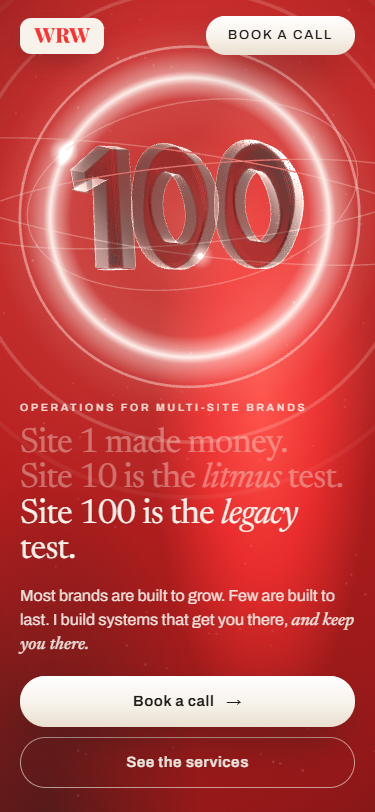 WRW
BOOK A CALL
100
OPERATIONS FOR MULTI-SITE BRANDS
Site 1 made money.
Site 10 is the litmus test.
Site 100 is the legacy
test.
Most brands are built to grow. Few are built to
last. I build systems that get you there, and keep
you there.
Book a call →
See the services